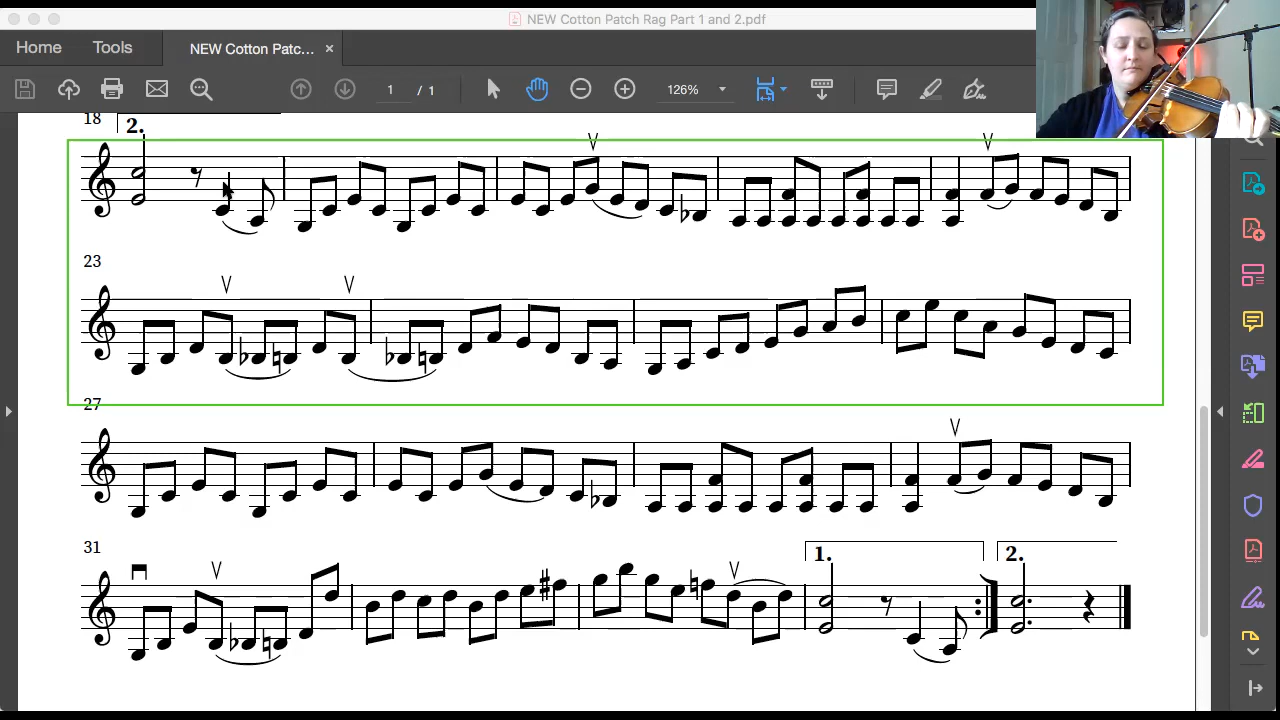 NEW Cotton Patch Rag Part 1 and 2.pdf
Home Tools NEW Cotton Patc... ×
1 / 1 126%
18 2.
23
27
31 1. 2.